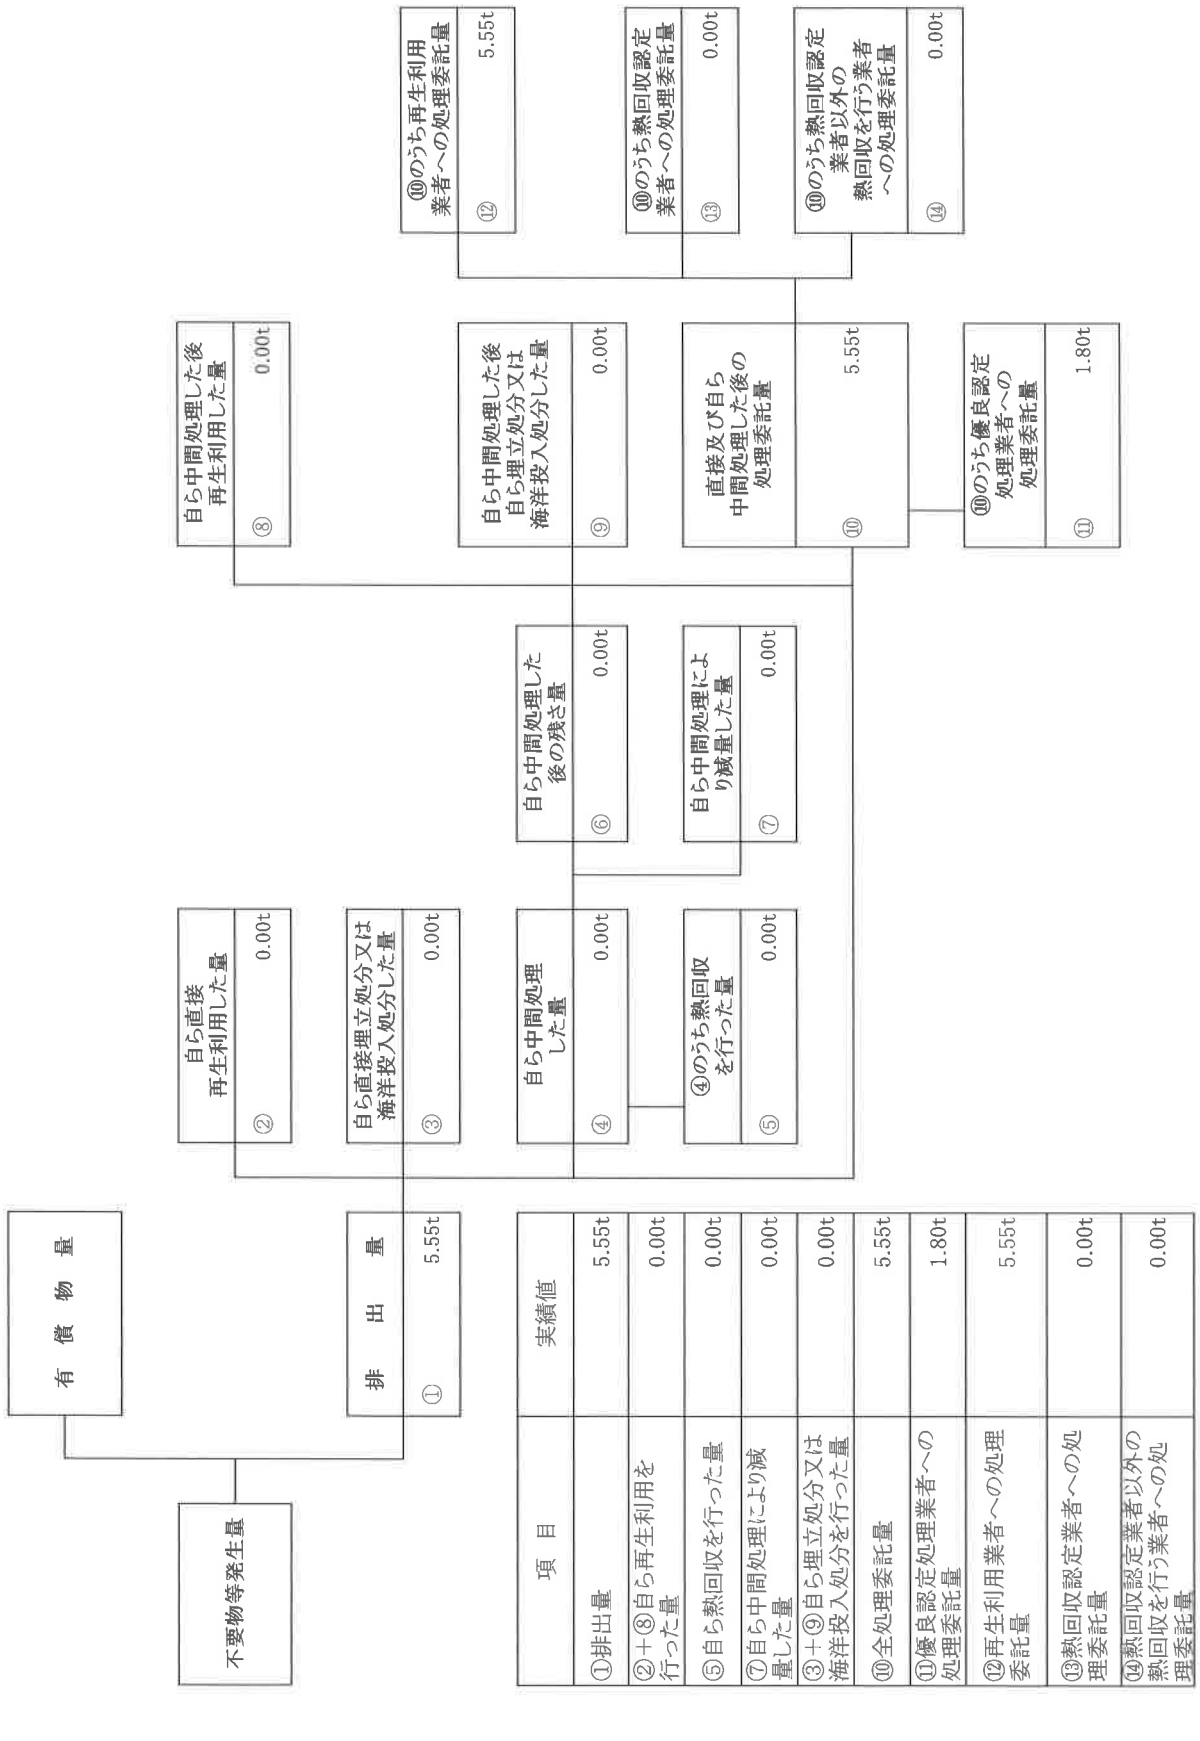 不要物等発生量
有償物量
排出量
① 5.55t
自ら直接
再生利用した量
② 0.00t
自ら直接埋立処分又は
海洋投入処分した量
③ 0.00t
自ら中間処理
した量
④ 0.00t
④のうち熱回収
を行った量
⑤ 0.00t
自ら中間処理した
後の残さ量
⑥ 0.00t
自ら中間処理によ
り減量した量
⑦ 0.00t
自ら中間処理した後
再生利用した量
⑧ 0.00t
自ら中間処理した後
自ら埋立処分又は
海洋投入処分した量
⑨ 0.00t
直接及び自ら
中間処理した後の
処理委託量
⑩ 5.55t
⑩のうち優良認定
処理業者への
処理委託量
⑪ 1.80t
⑩のうち再生利用
業者への処理委託量
⑫ 5.55t
⑩のうち熱回収認定
業者への処理委託量
⑬ 0.00t
⑩のうち熱回収認定
業者以外の
熱回収を行う業者
への処理委託量
⑭ 0.00t
項目 実績値
①排出量 5.55t
②＋⑧自ら再生利用を
行った量 0.00t
⑤自ら熱回収を行った量 0.00t
⑦自ら中間処理により減
量した量 0.00t
③＋⑨自ら埋立処分又は
海洋投入処分を行った量 0.00t
⑩全処理委託量 5.55t
⑪優良認定処理業者への
処理委託量 1.80t
⑫再生利用業者への処理
委託量 5.55t
⑬熱回収認定業者への処
理委託量 0.00t
⑭熱回収認定業者以外の
熱回収を行う業者への処
理委託量 0.00t